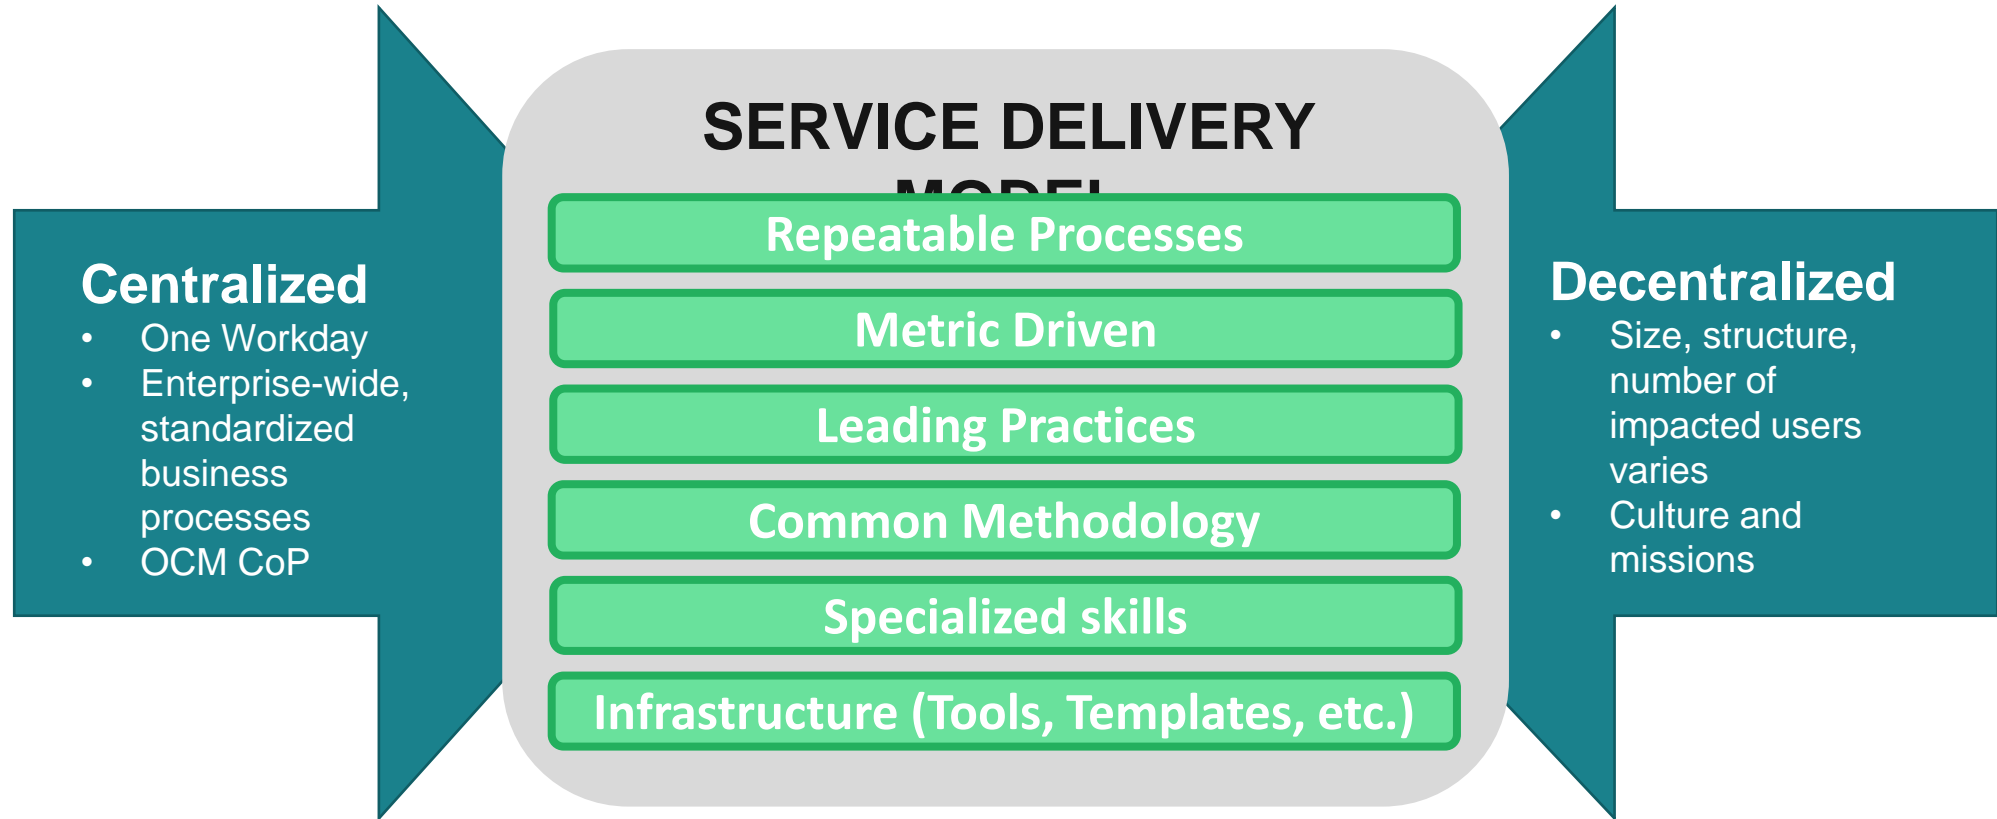 SERVICE DELIVERY
MODEL
Repeatable Processes
Metric Driven
Leading Practices
Common Methodology
Specialized skills
Infrastructure (Tools, Templates, etc.)
Centralized
• One Workday
• Enterprise-wide,
standardized
business
processes
• OCM CoP
Decentralized
• Size, structure,
number of
impacted users
varies
• Culture and
missions